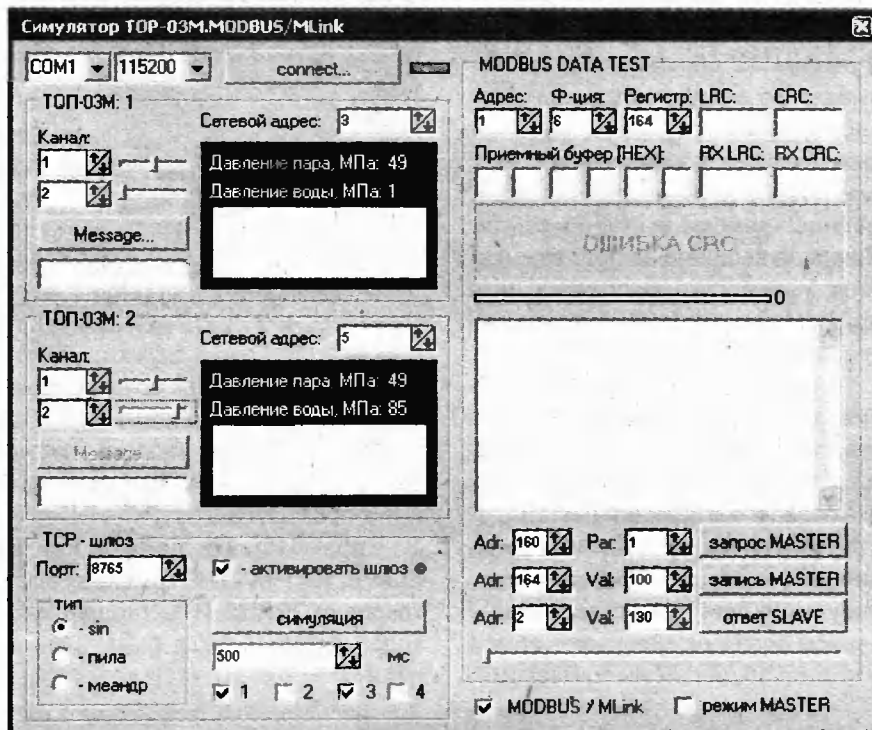 Симулятор TOP-03M.MODBUS/MLink
COM1 115200 connect...
ТОП-03М: 1
Сетевой адрес: 3
Канал:
1
2
Давление пара, МПа: 49
Давление воды, МПа: 1
Message...
ТОП-03М: 2
Сетевой адрес: 5
Канал:
1
2
Давление пара, МПа: 49
Давление воды, МПа: 85
Message...
TCP - шлюз
Порт: 8765 - активировать шлюз
тип
- sin
- пила
- меандр
симуляция
500 мс
1 2 3 4
MODBUS DATA TEST
Адрес: Ф-ция: Регистр: LRC: CRC:
1 6 164
Приемный буфер [HEX]: RX LRC: RX CRC:
ОШИБКА CRC
0
Adr: 160 Par: 1 запрос MASTER
Adr: 164 Val: 100 запись MASTER
Adr: 2 Val: 130 ответ SLAVE
MODBUS / MLink режим MASTER